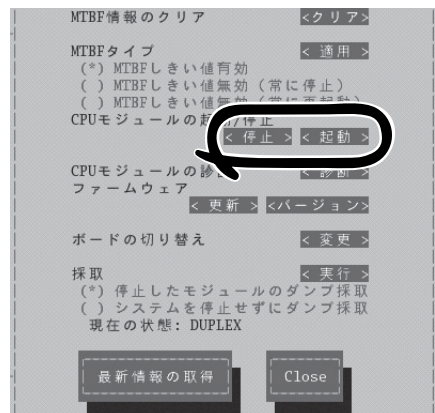 MTBF情報のクリア <クリア>
MTBFタイプ < 適用 >
(*) MTBFしきい値有効
( ) MTBFしきい値無効（常に停止）
( ) MTBFしきい値無効（常に再起動）
CPUモジュールの起動/停止
< 停止 > < 起動 >
CPUモジュールの診 < 診断 >
ファームウェア
< 更新 > <バージョン>
ボードの切り替え < 変更 >
採取 < 実行 >
(*) 停止したモジュールのダンプ採取
( ) システムを停止せずにダンプ採取
現在の状態: DUPLEX
最新情報の取得 Close